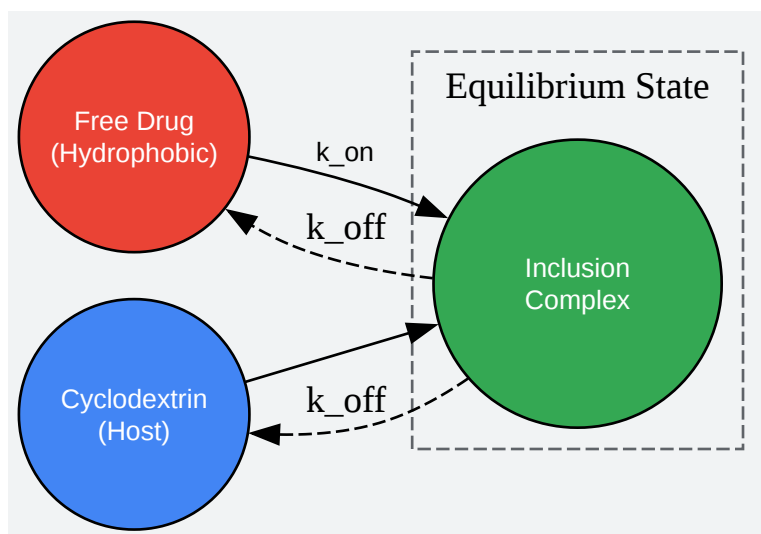 Equilibrium State
Free Drug
(Hydrophobic)
k_on
k_off
Inclusion
Complex
Cyclodextrin
(Host)
k_off